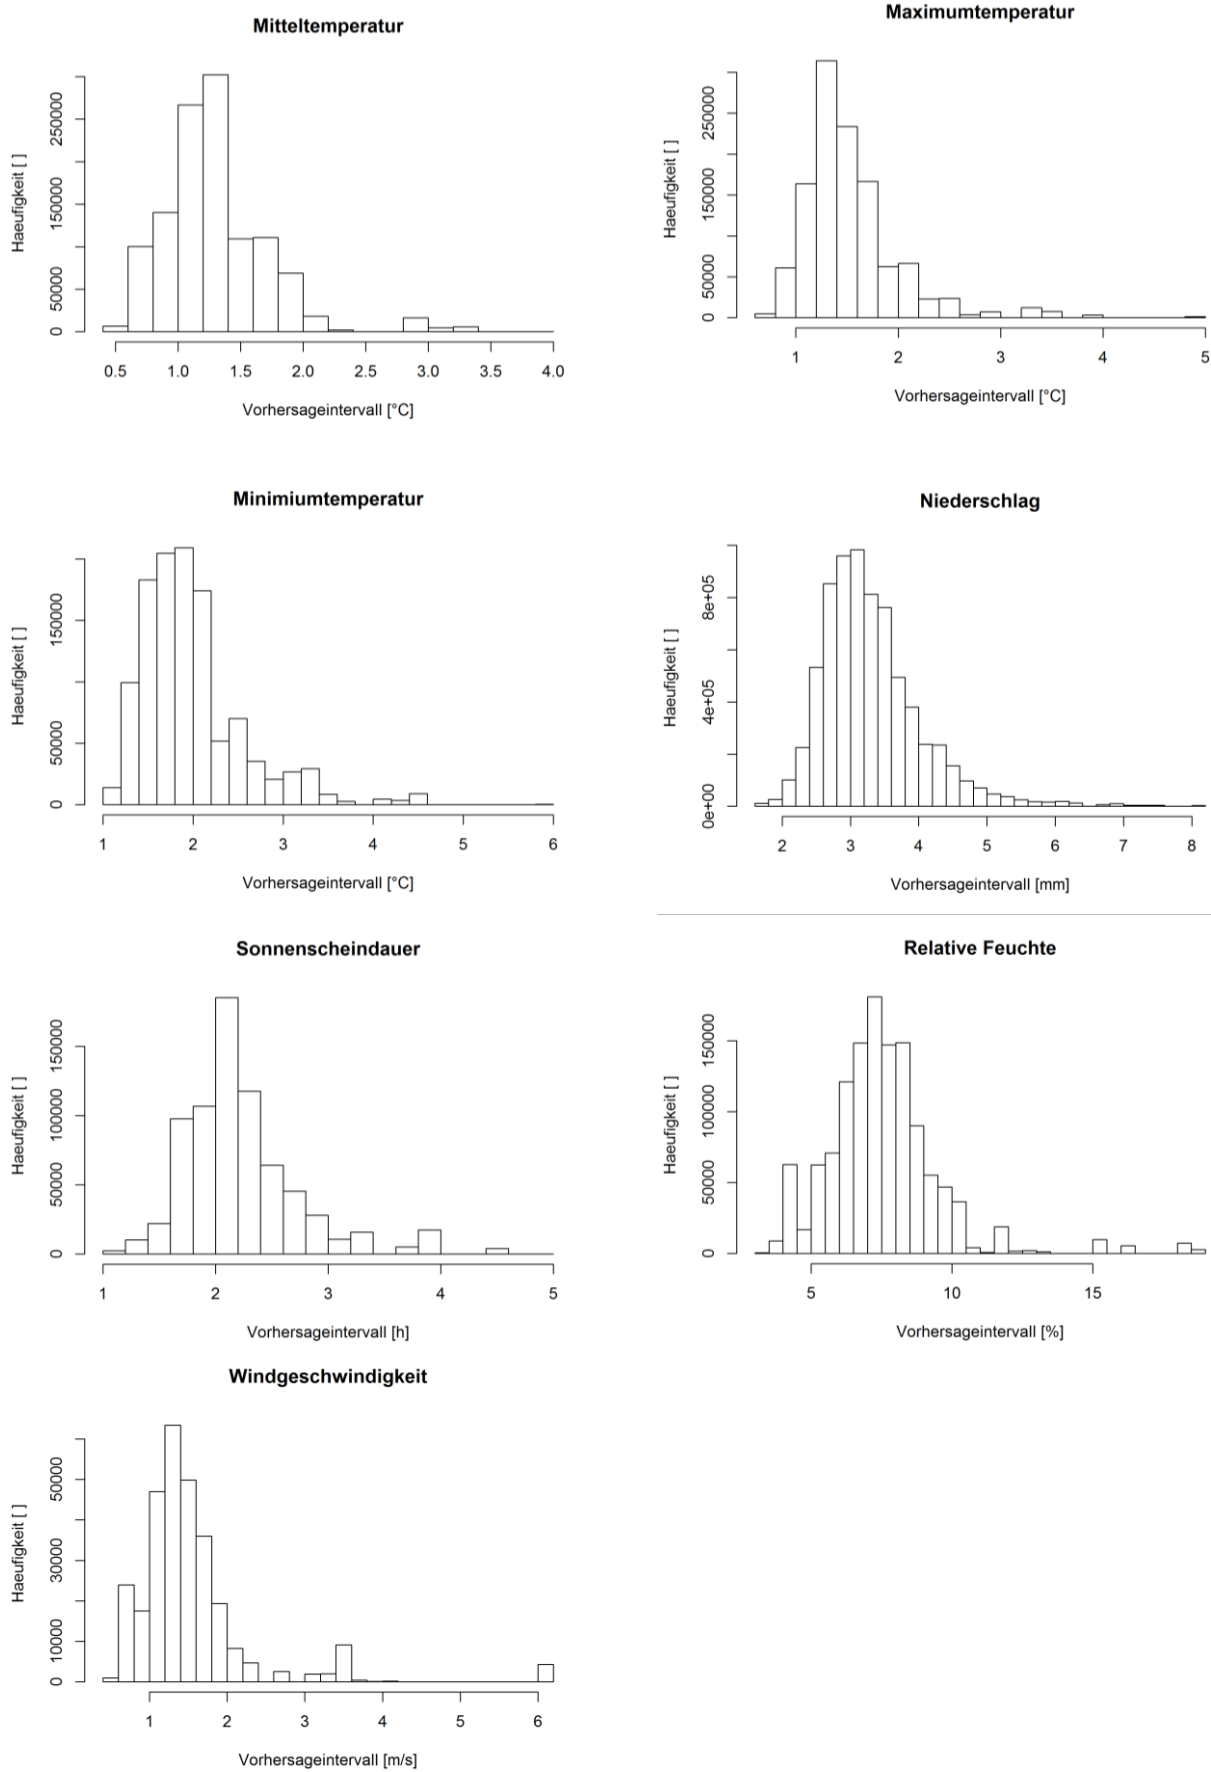 Mitteltemperatur
Haeufigkeit [ ]
250000
150000
50000
0
0.5 1.0 1.5 2.0 2.5 3.0 3.5 4.0
Vorhersageintervall [°C]
Maximumtemperatur
Haeufigkeit [ ]
250000
150000
50000
0
1 2 3 4 5
Vorhersageintervall [°C]
Minimiumtemperatur
Haeufigkeit [ ]
150000
50000
0
1 2 3 4 5 6
Vorhersageintervall [°C]
Niederschlag
Haeufigkeit [ ]
8e+05
4e+05
0e+00
2 3 4 5 6 7 8
Vorhersageintervall [mm]
Sonnenscheindauer
Haeufigkeit [ ]
150000
100000
50000
0
1 2 3 4 5
Vorhersageintervall [h]
Relative Feuchte
Haeufigkeit [ ]
150000
100000
50000
0
5 10 15
Vorhersageintervall [%]
Windgeschwindigkeit
Haeufigkeit [ ]
50000
30000
10000
0
1 2 3 4 5 6
Vorhersageintervall [m/s]